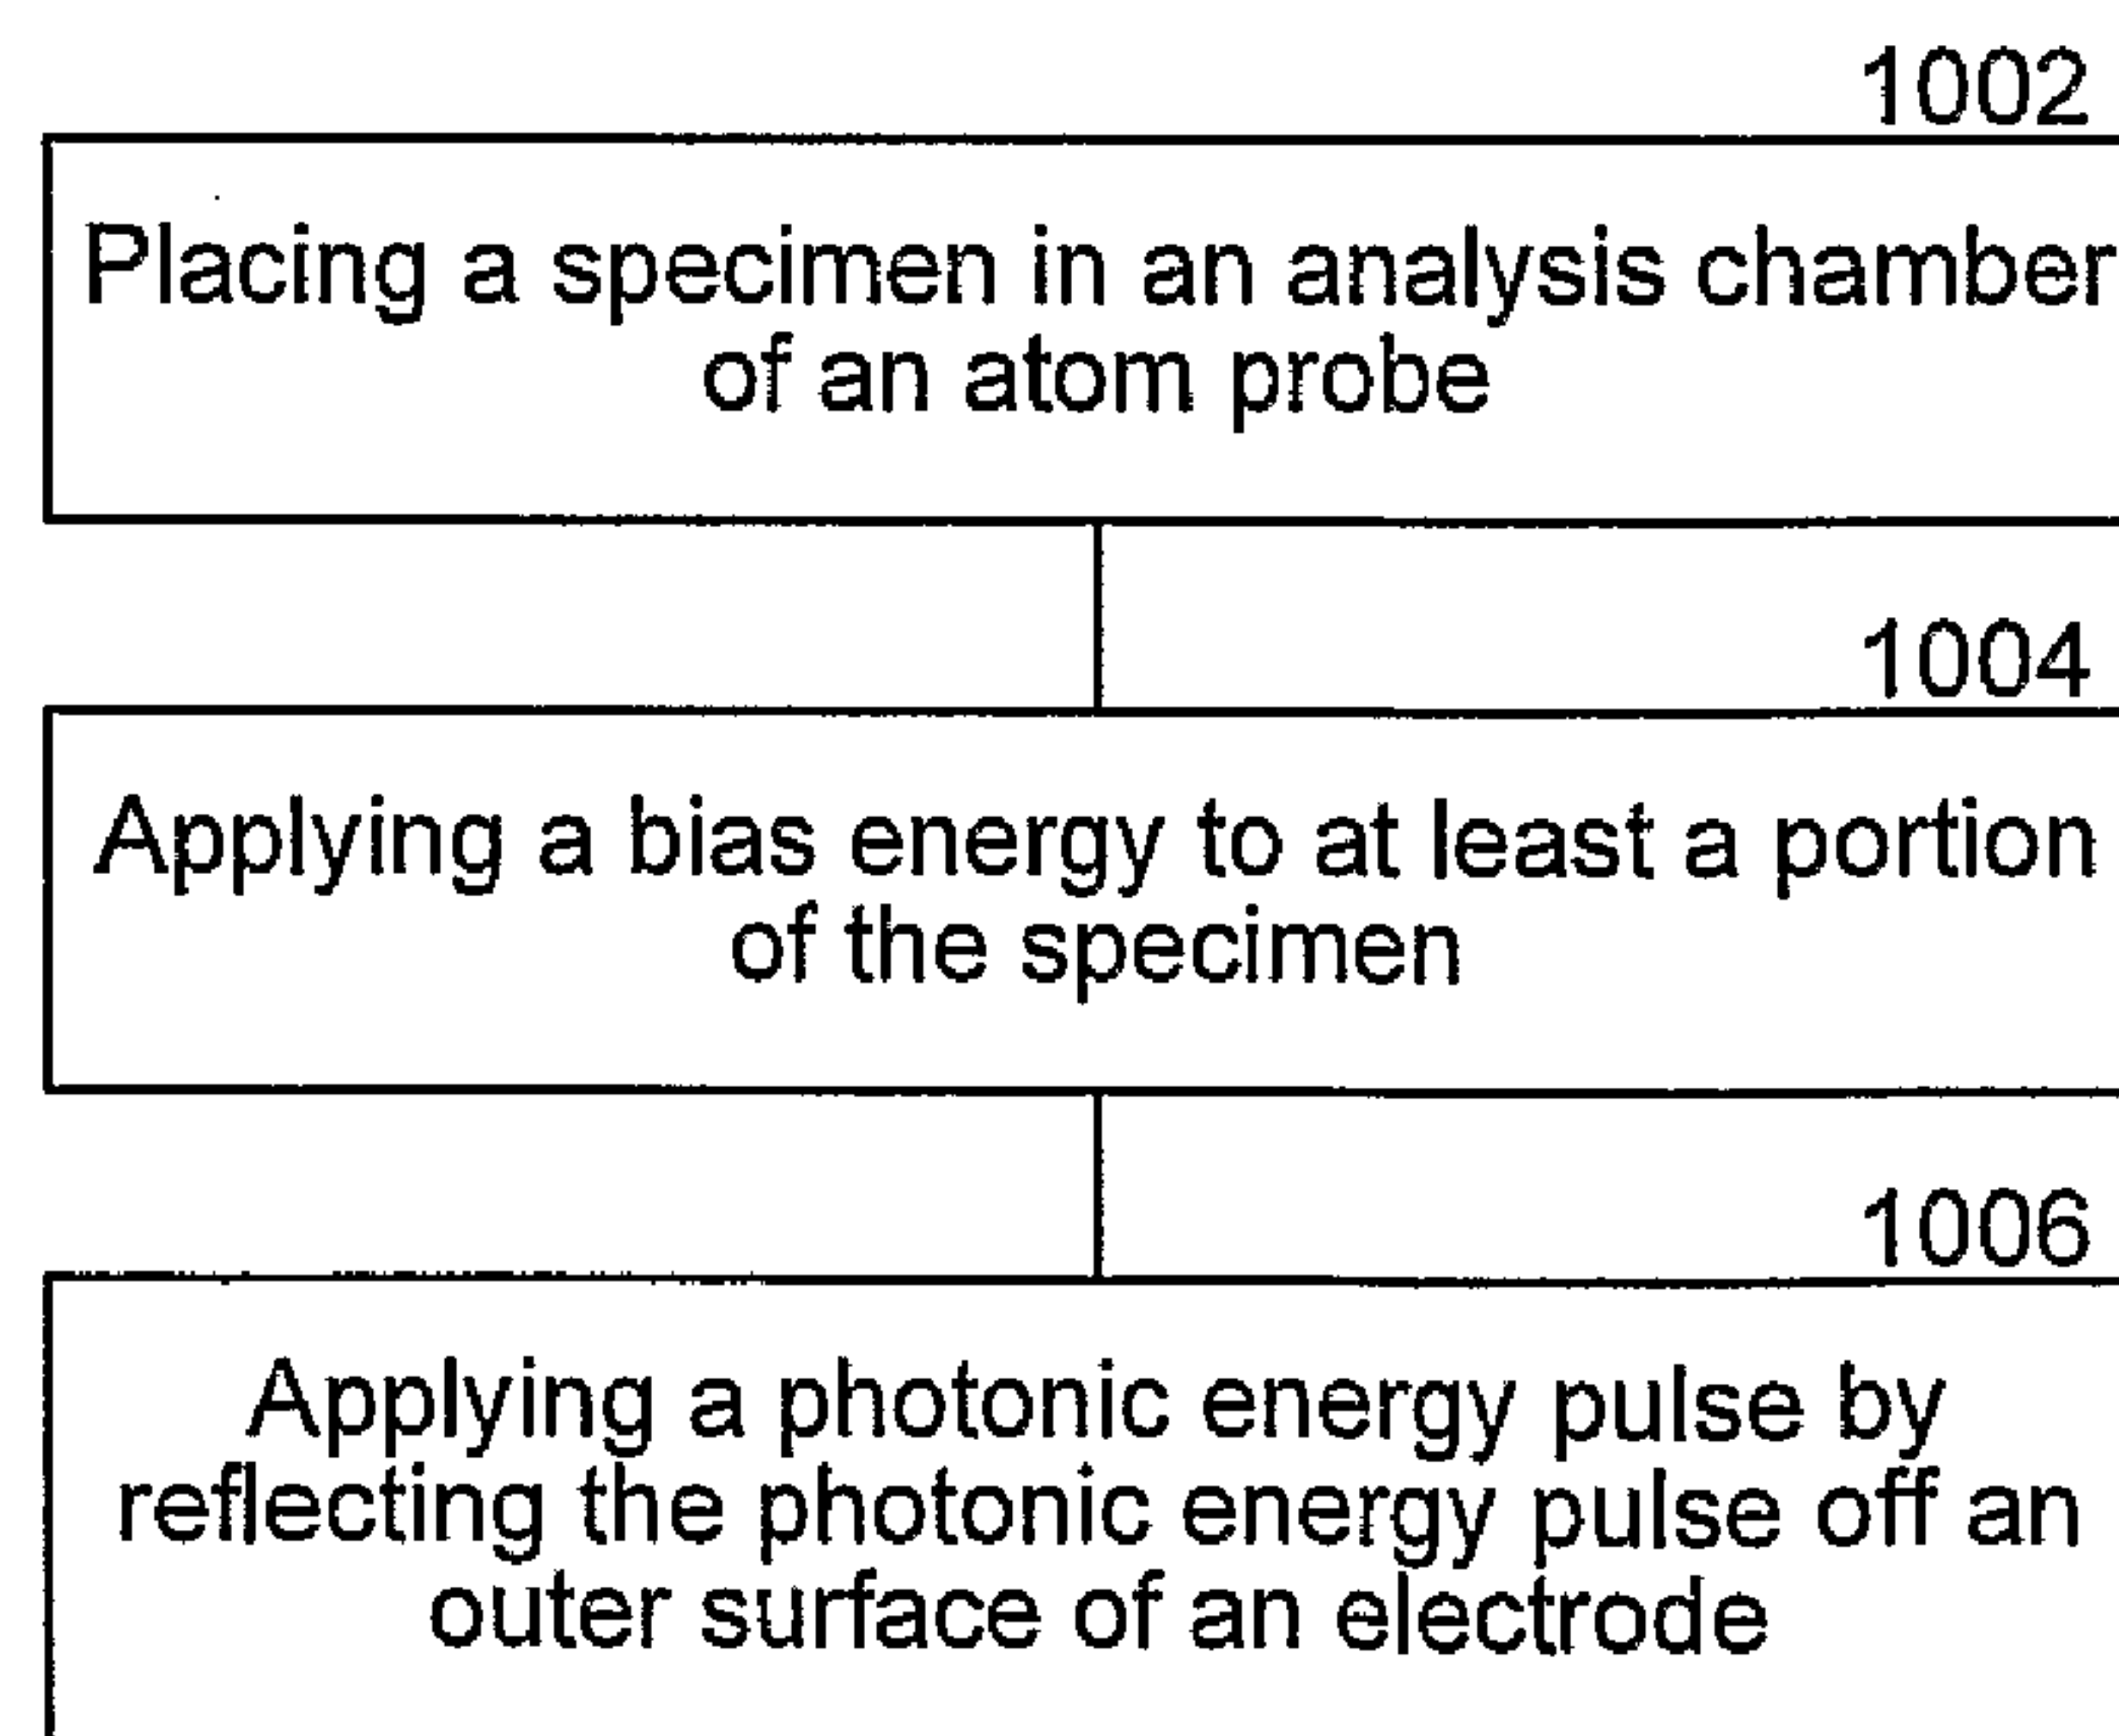 1002
Placing a specimen in an analysis chamber
of an atom probe
1004
Applying a bias energy to at least a portion
of the specimen
1006
Applying a photonic energy pulse by
reflecting the photonic energy pulse off an
outer surface of an electrode